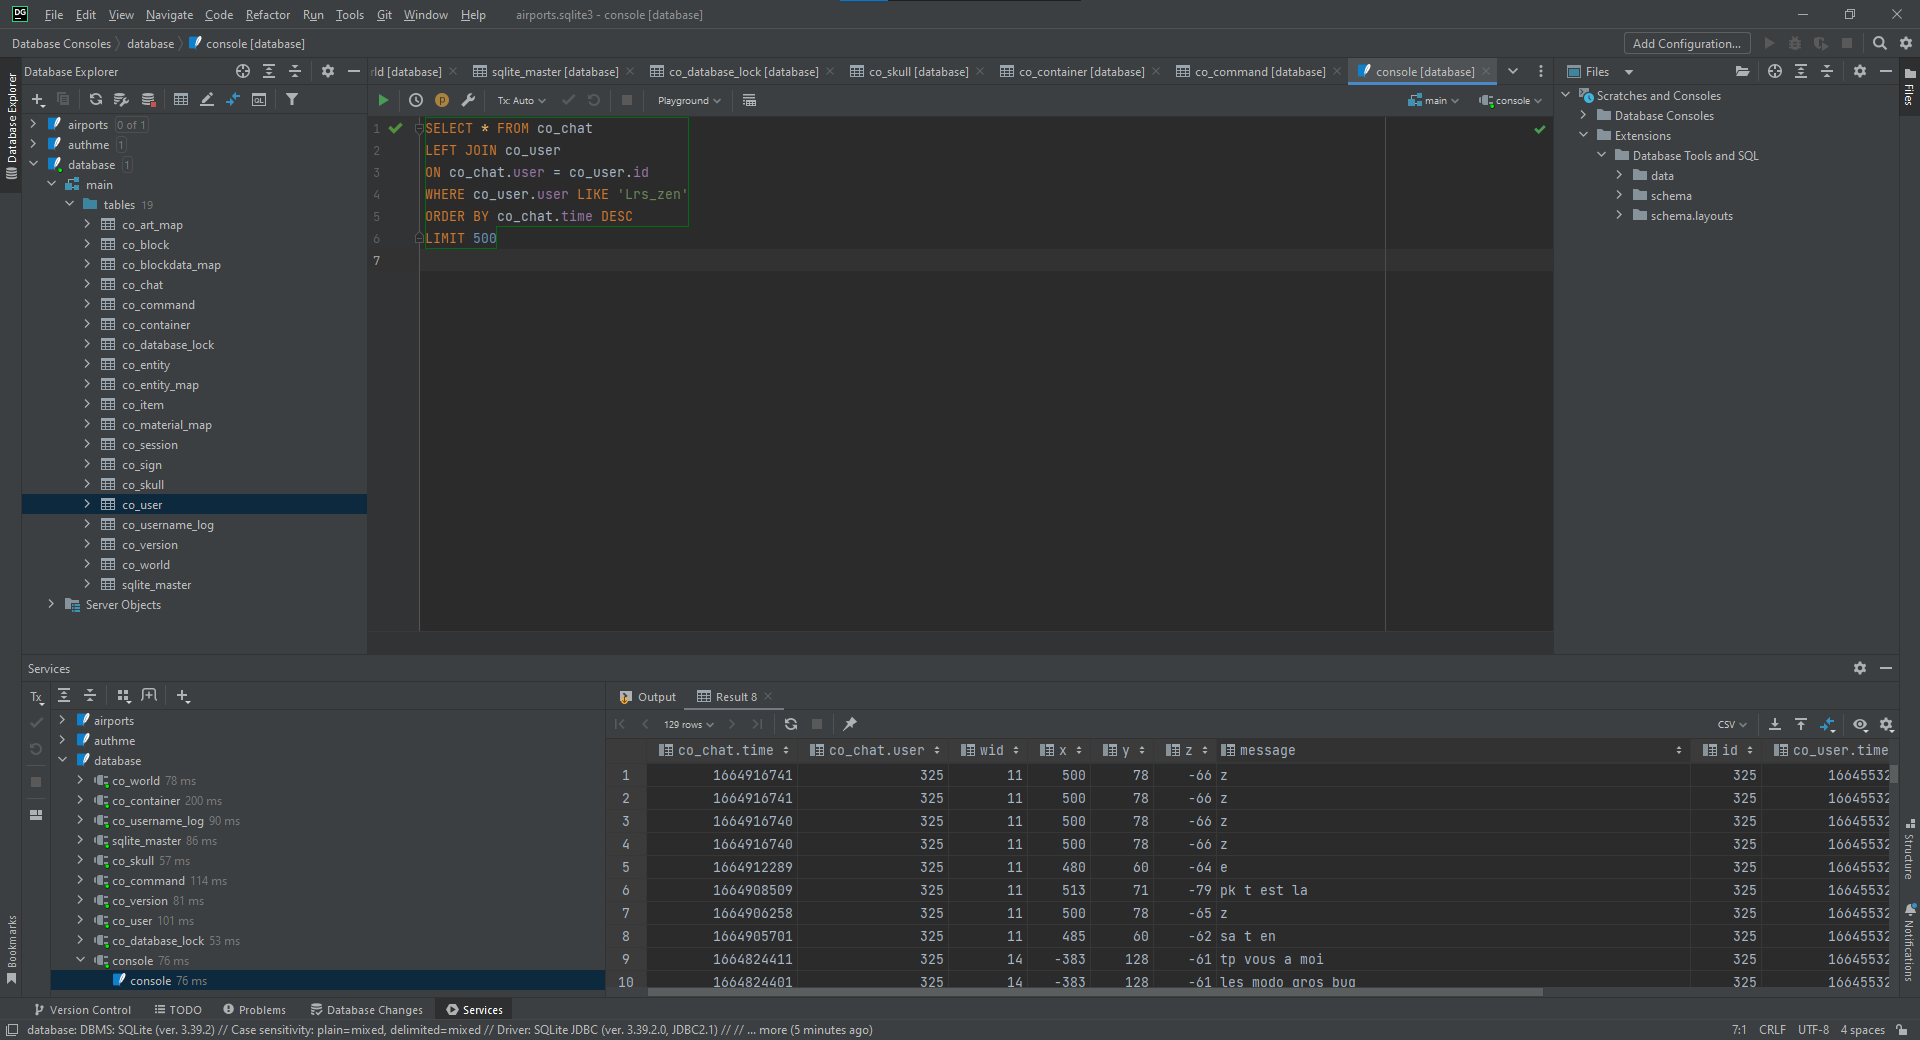 DG File Edit View Navigate Code Refactor Run Tools Git Window Help airports.sqlite3 - console [database]
Database Consoles database console [database] Add Configuration...
Database Explorer
rld [database] sqlite_master [database] co_database_lock [database] co_skull [database] co_container [database] co_command [database] console [database]
Files
Tx: Auto Playground main console
Database Explorer
airports 0 of 1
authme 1
database 1
main
tables 19
co_art_map
co_block
co_blockdata_map
co_chat
co_command
co_container
co_database_lock
co_entity
co_entity_map
co_item
co_material_map
co_session
co_sign
co_skull
co_user
co_username_log
co_version
co_world
sqlite_master
Server Objects
1 SELECT * FROM co_chat
2 LEFT JOIN co_user
3 ON co_chat.user = co_user.id
4 WHERE co_user.user LIKE 'Lrs_zen'
5 ORDER BY co_chat.time DESC
6 LIMIT 500
7
Scratches and Consoles
Database Consoles
Extensions
Database Tools and SQL
data
schema
schema.layouts
Files
Services
Tx
airports
authme
database
co_world 78 ms
co_container 200 ms
co_username_log 90 ms
sqlite_master 86 ms
co_skull 57 ms
co_command 114 ms
co_version 81 ms
co_user 101 ms
co_database_lock 53 ms
console 76 ms
console 76 ms
Output Result 8
129 rows CSV
co_chat.time co_chat.user wid x y z message id co_user.time
1 1664916741 325 11 500 78 -66 z 325 16645532
2 1664916741 325 11 500 78 -66 z 325 16645532
3 1664916740 325 11 500 78 -66 z 325 16645532
4 1664916740 325 11 500 78 -66 z 325 16645532
5 1664912289 325 11 480 60 -64 e 325 16645532
6 1664908509 325 11 513 71 -79 pk t est la 325 16645532
7 1664906258 325 11 500 78 -65 z 325 16645532
8 1664905701 325 11 485 60 -62 sa t en 325 16645532
9 1664824411 325 14 -383 128 -61 tp vous a moi 325 16645532
10 1664824401 325 14 -383 128 -61 les modo gros bug 325 16645532
Structure
Notifications
Bookmarks
Version Control TODO Problems Database Changes Services
database: DBMS: SQLite (ver. 3.39.2) // Case sensitivity: plain=mixed, delimited=mixed // Driver: SQLite JDBC (ver. 3.39.2.0, JDBC2.1) // // ... more (5 minutes ago) 7:1 CRLF UTF-8 4 spaces